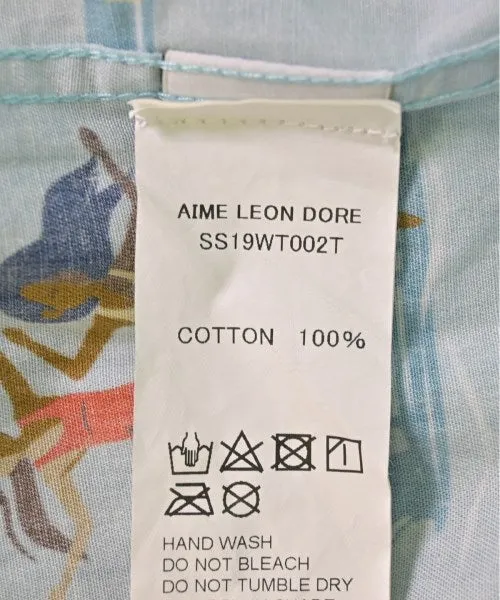 AIME LEON DORE
SS19WT002T
COTTON 100%
HAND WASH
DO NOT BLEACH
DO NOT TUMBLE DRY